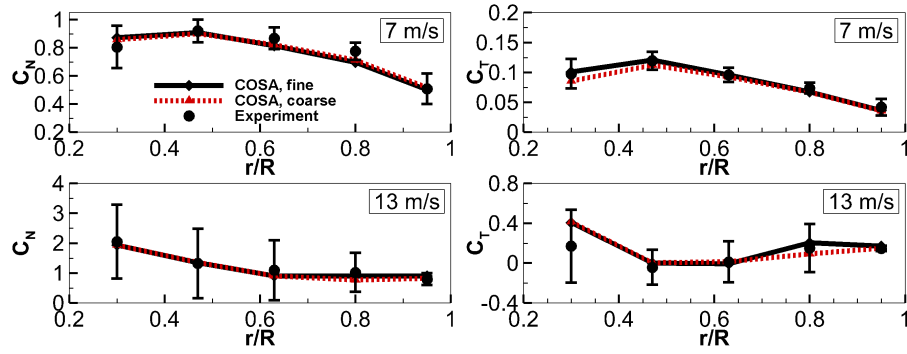 1
0.8
0.6
0.4
0.2
C_N
7 m/s
COSA, fine
COSA, coarse
Experiment
0.2 0.4 0.6 0.8 1
r/R
0.2
0.15
0.1
0.05
0
C_T
7 m/s
0.2 0.4 0.6 0.8 1
r/R
4
3
2
1
0
C_N
13 m/s
0.2 0.4 0.6 0.8 1
r/R
0.8
0.4
0
-0.4
C_T
13 m/s
0.2 0.4 0.6 0.8 1
r/R